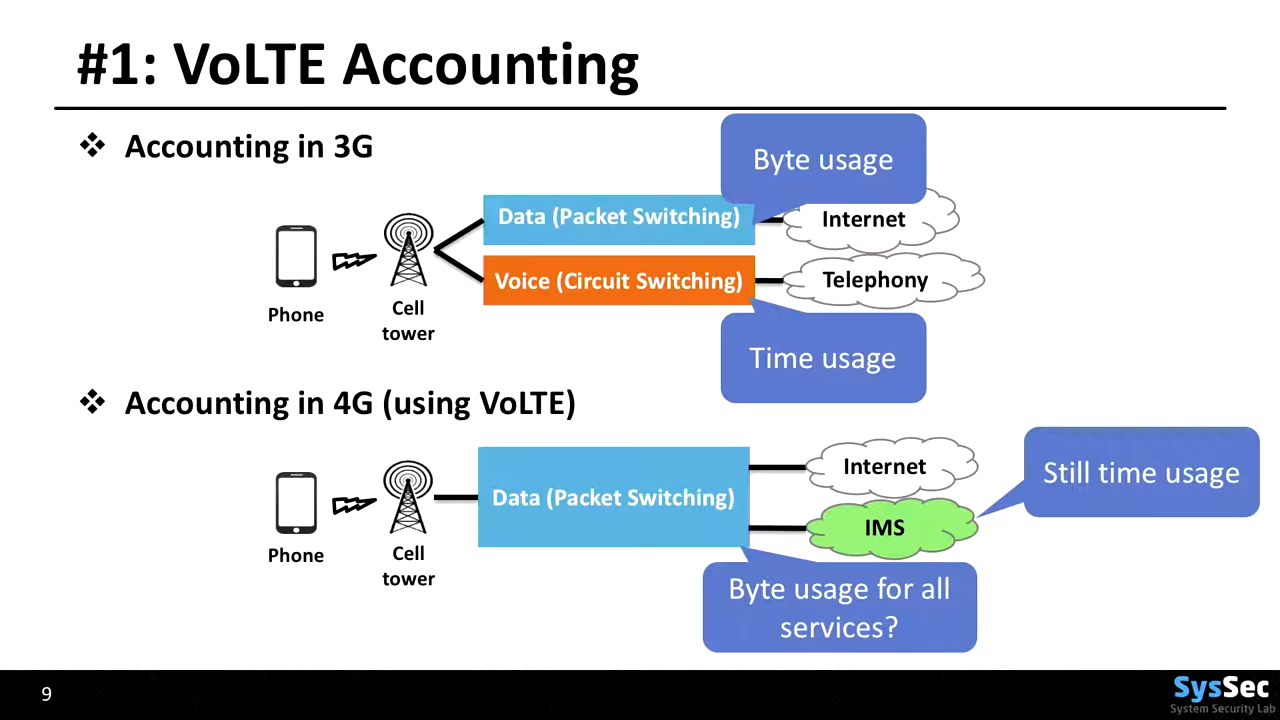 #1: VoLTE Accounting
❖ Accounting in 3G
Byte usage
Data (Packet Switching)
Internet
Voice (Circuit Switching)
Telephony
Phone
Cell
tower
Time usage
❖ Accounting in 4G (using VoLTE)
Internet
Still time usage
Data (Packet Switching)
IMS
Phone
Cell
tower
Byte usage for all
services?
9
SysSec
System Security Lab